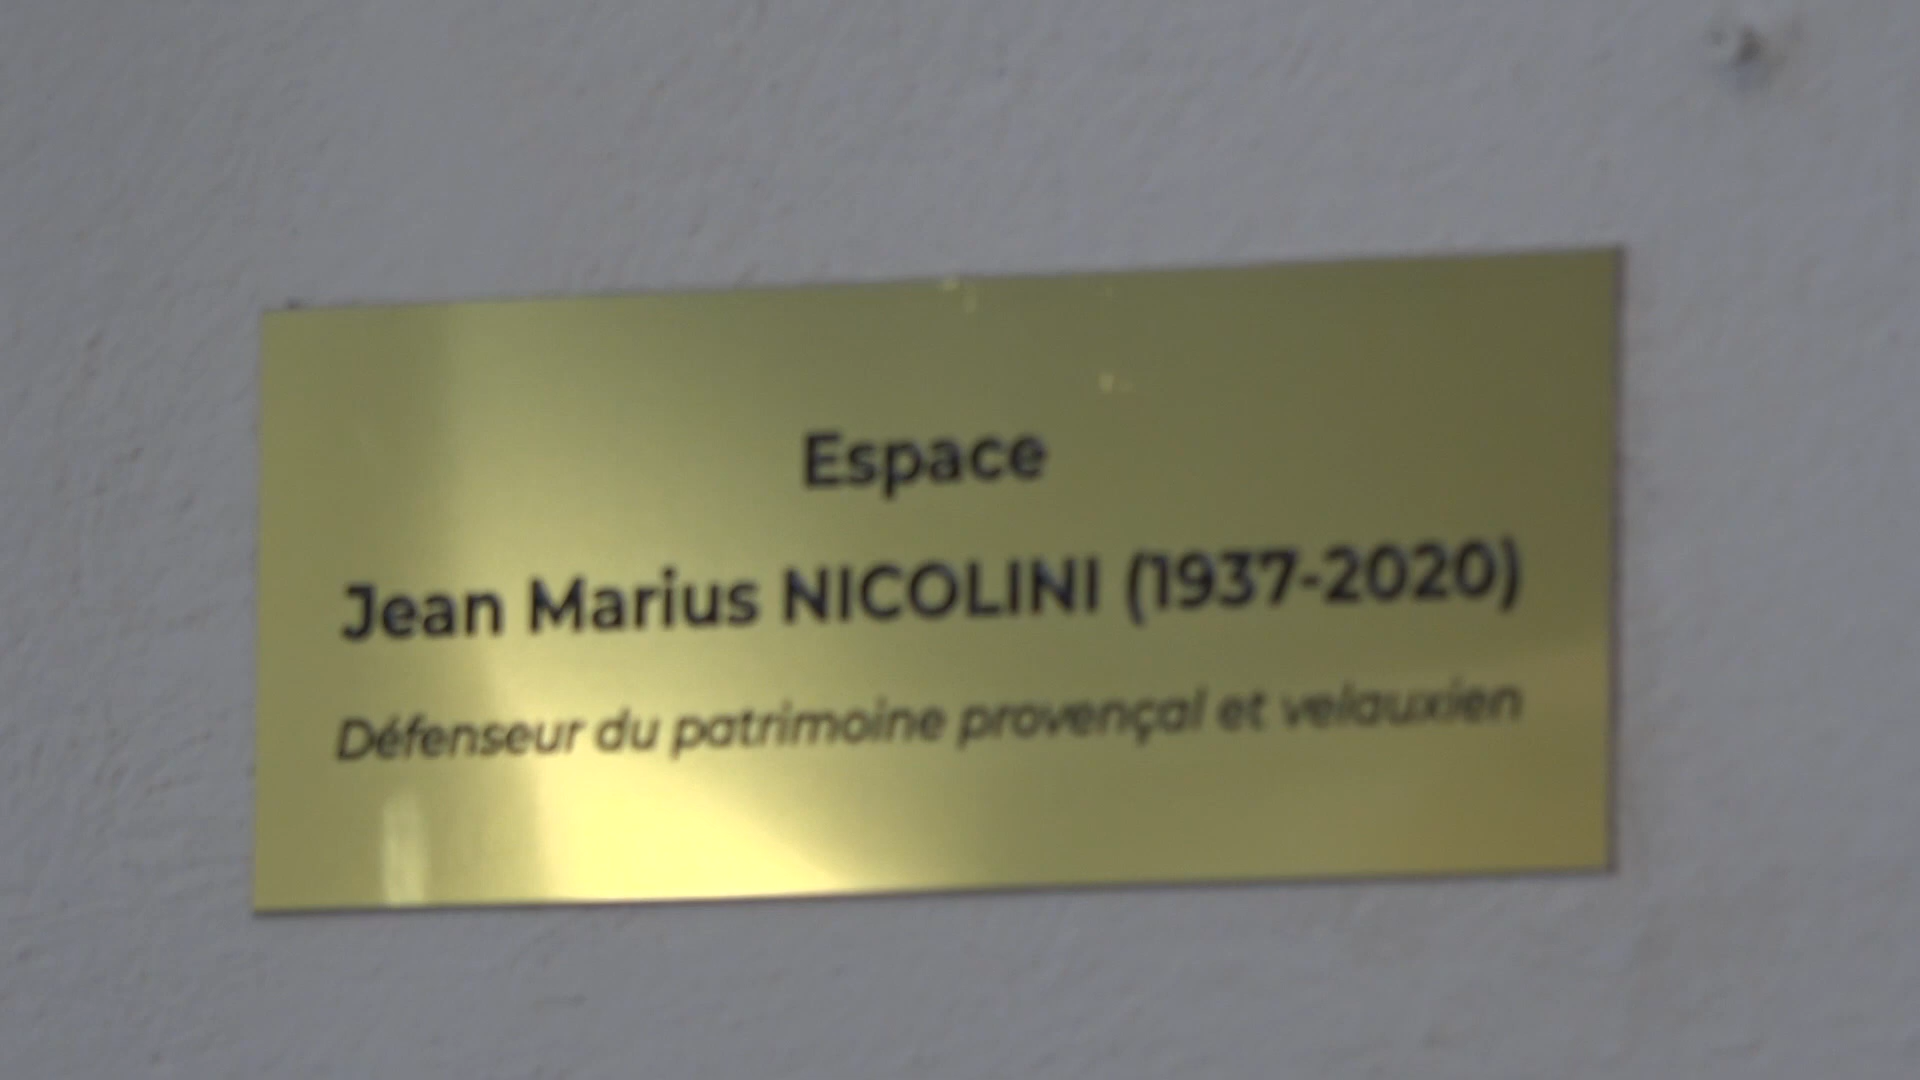 Espace
Jean Marius NICOLINI (1937-2020)
Défenseur du patrimoine provençal et velauxien